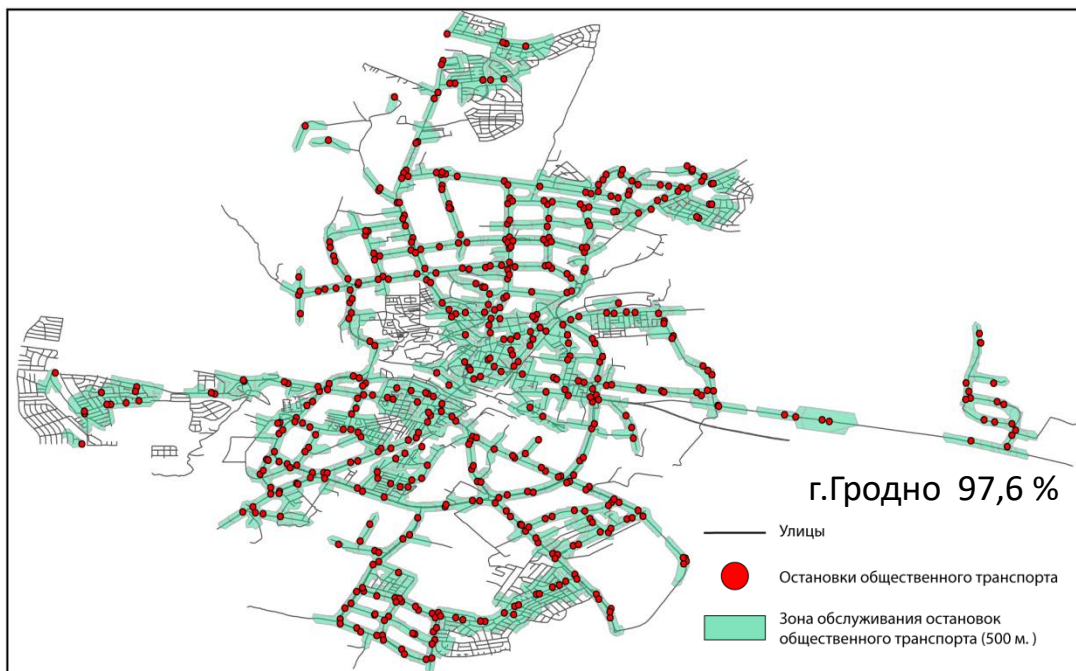 г.Гродно 97,6 %
Улицы
Остановки общественного транспорта
Зона обслуживания остановок
общественного транспорта (500 м. )